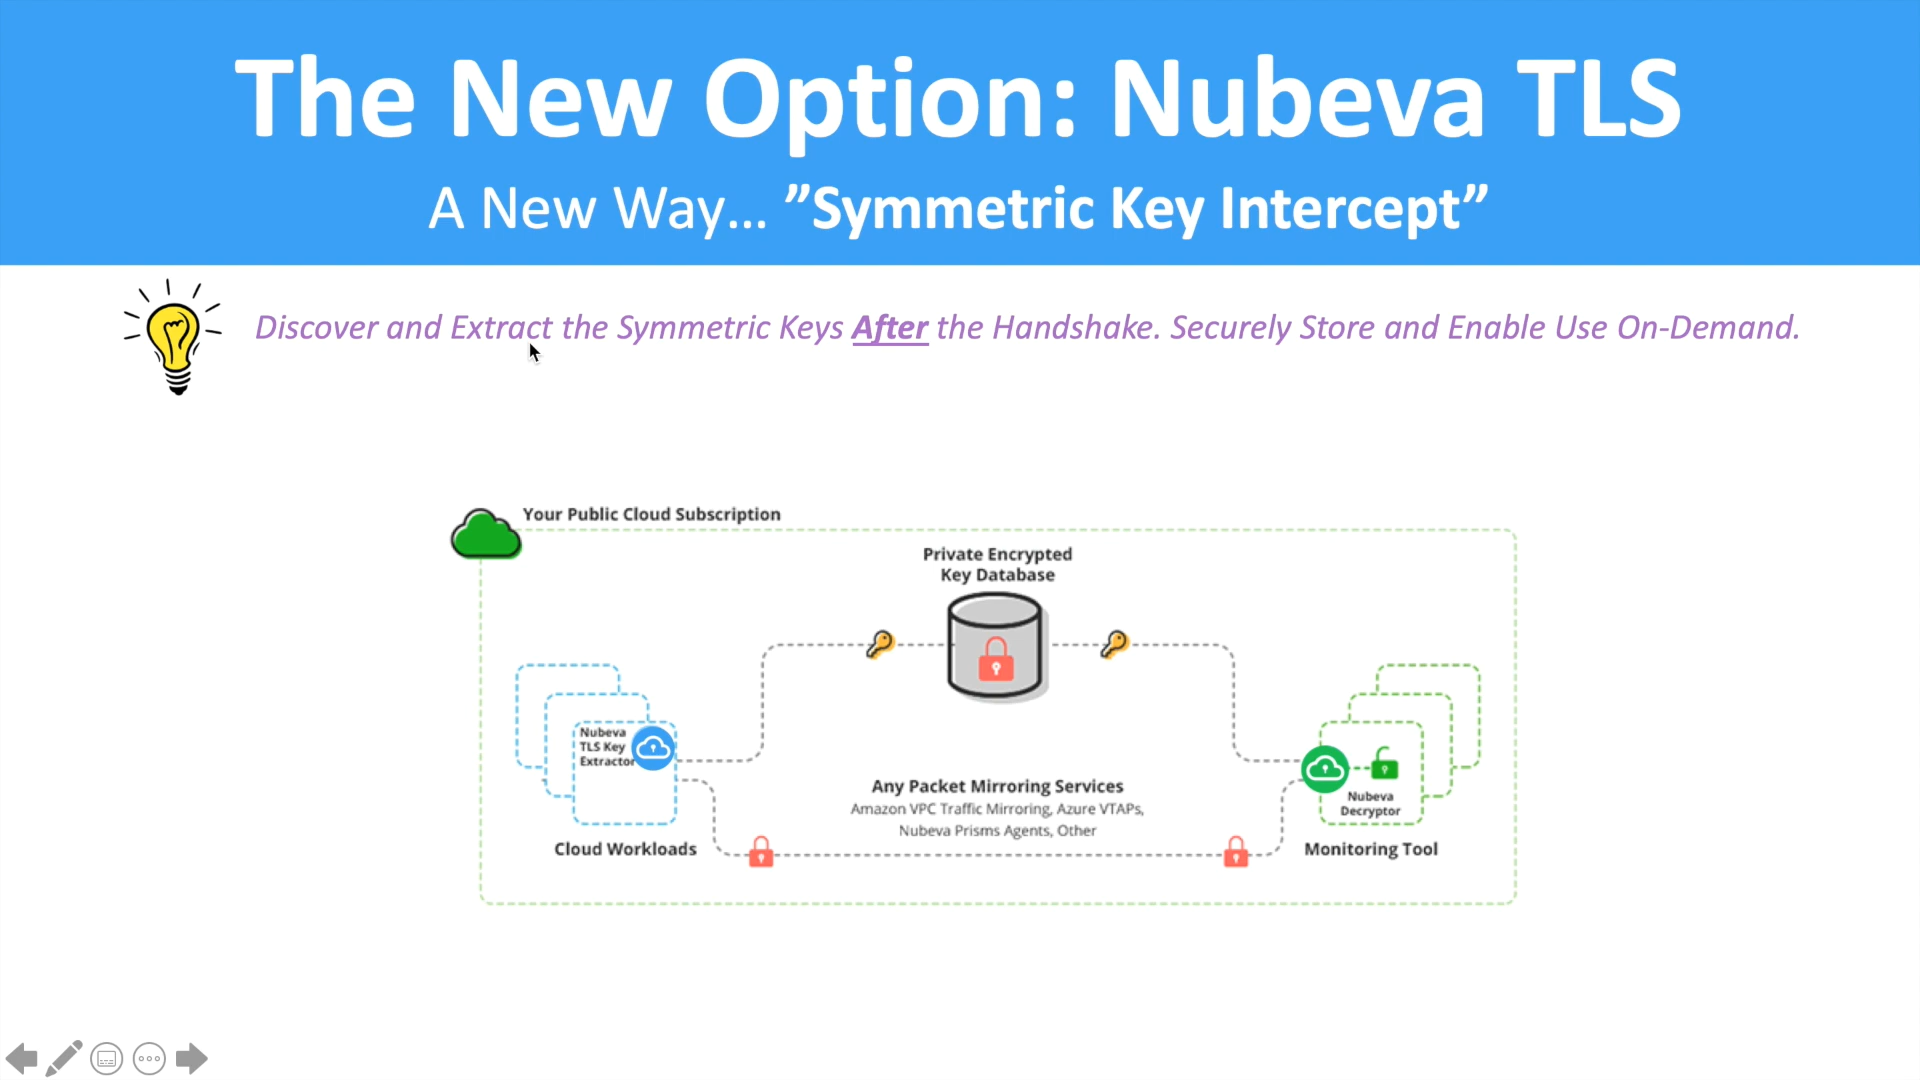 The New Option: Nubeva TLS
A New Way... ”Symmetric Key Intercept”
Discover and Extract the Symmetric Keys After the Handshake. Securely Store and Enable Use On-Demand.
Your Public Cloud Subscription
Private Encrypted
Key Database
Nubeva
TLS Key
Extractor
Cloud Workloads
Any Packet Mirroring Services
Amazon VPC Traffic Mirroring, Azure VTAPs,
Nubeva Prisms Agents, Other
Nubeva
Decryptor
Monitoring Tool